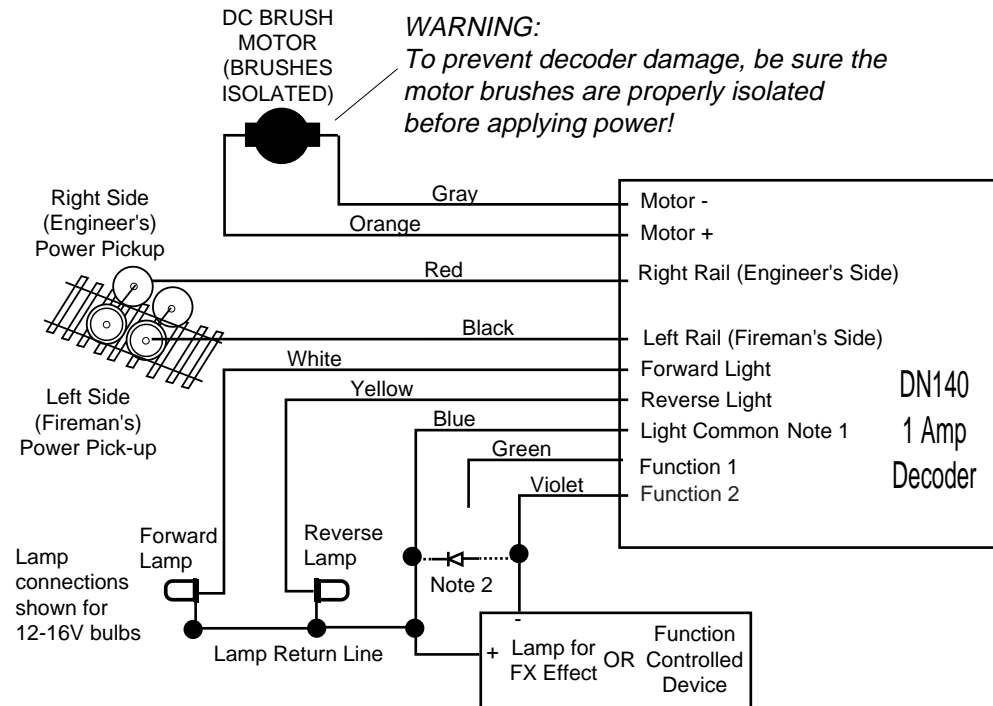 DC BRUSH
MOTOR
(BRUSHES
ISOLATED)
WARNING:
To prevent decoder damage, be sure the
motor brushes are properly isolated
before applying power!
Right Side
(Engineer's)
Power Pickup
Left Side
(Fireman's)
Power Pick-up
Gray
Orange
Red
Black
White
Yellow
Blue
Green
Violet
Motor -
Motor +
Right Rail (Engineer's Side)
Left Rail (Fireman's Side)
Forward Light
Reverse Light
Light Common Note 1
Function 1
Function 2
DN140
1 Amp
Decoder
Lamp
connections
shown for
12-16V bulbs
Forward
Lamp
Reverse
Lamp
Note 2
Lamp Return Line
-
+
Lamp for
FX Effect
OR
Function
Controlled
Device